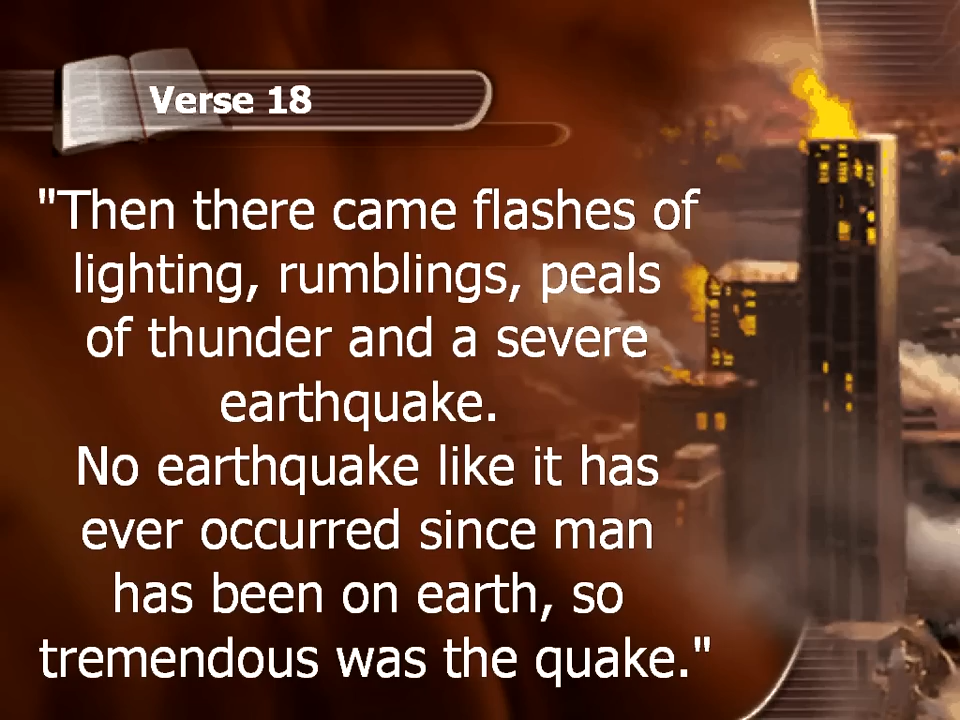 Verse 18
"Then there came flashes of
lighting, rumblings, peals
of thunder and a severe
earthquake.
No earthquake like it has
ever occurred since man
has been on earth, so
tremendous was the quake."